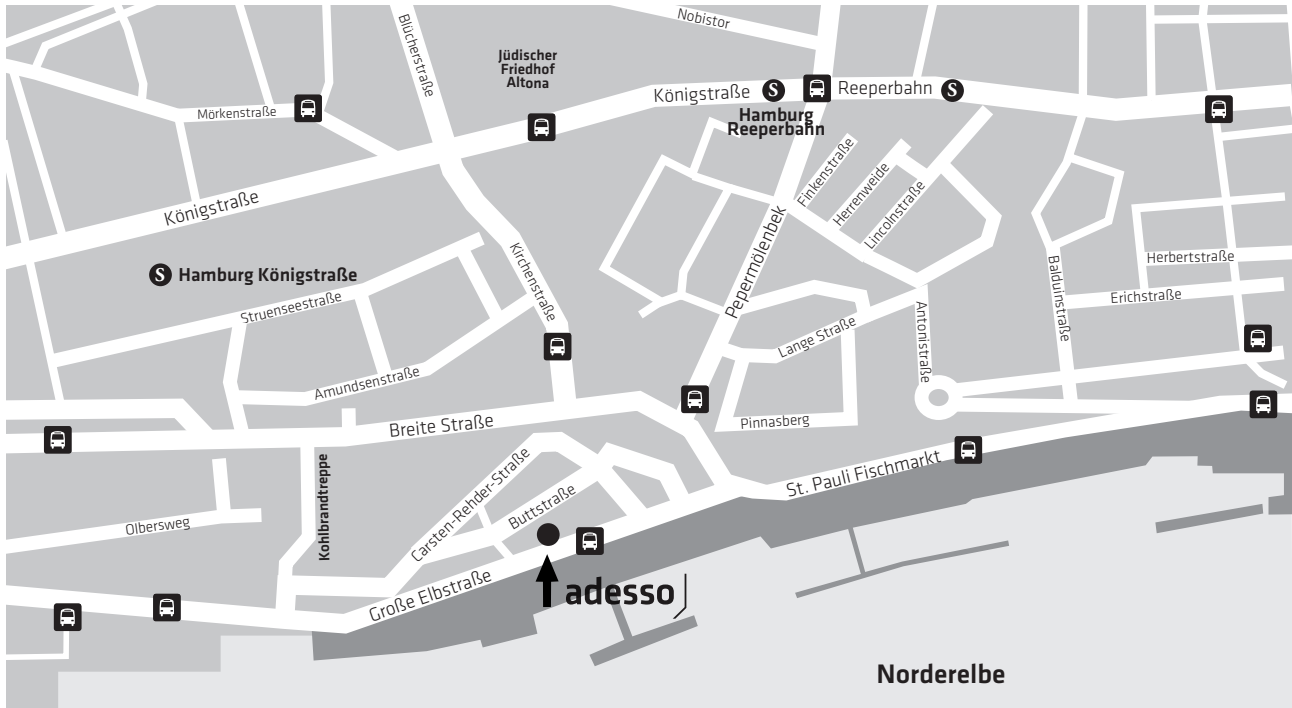 Nobistor
Blücherstraße
Jüdischer
Friedhof
Altona
Königstraße
S
Reeperbahn
S
Hamburg
Reeperbahn
Mörkenstraße
Finkenstraße
Herrenweide
Lincolnstraße
Königstraße
Pepermölenbek
Kirchenstraße
Balduinstraße
Herbertstraße
S Hamburg Königstraße
Erichstraße
Struenseestraße
Antonistraße
Lange Straße
Amundsenstraße
Pinnasberg
Breite Straße
Kohlbrandtreppe
Carsten-Rehder-Straße
St. Pauli Fischmarkt
Buttstraße
Olbersweg
Große Elbstraße
adesso
Norderelbe